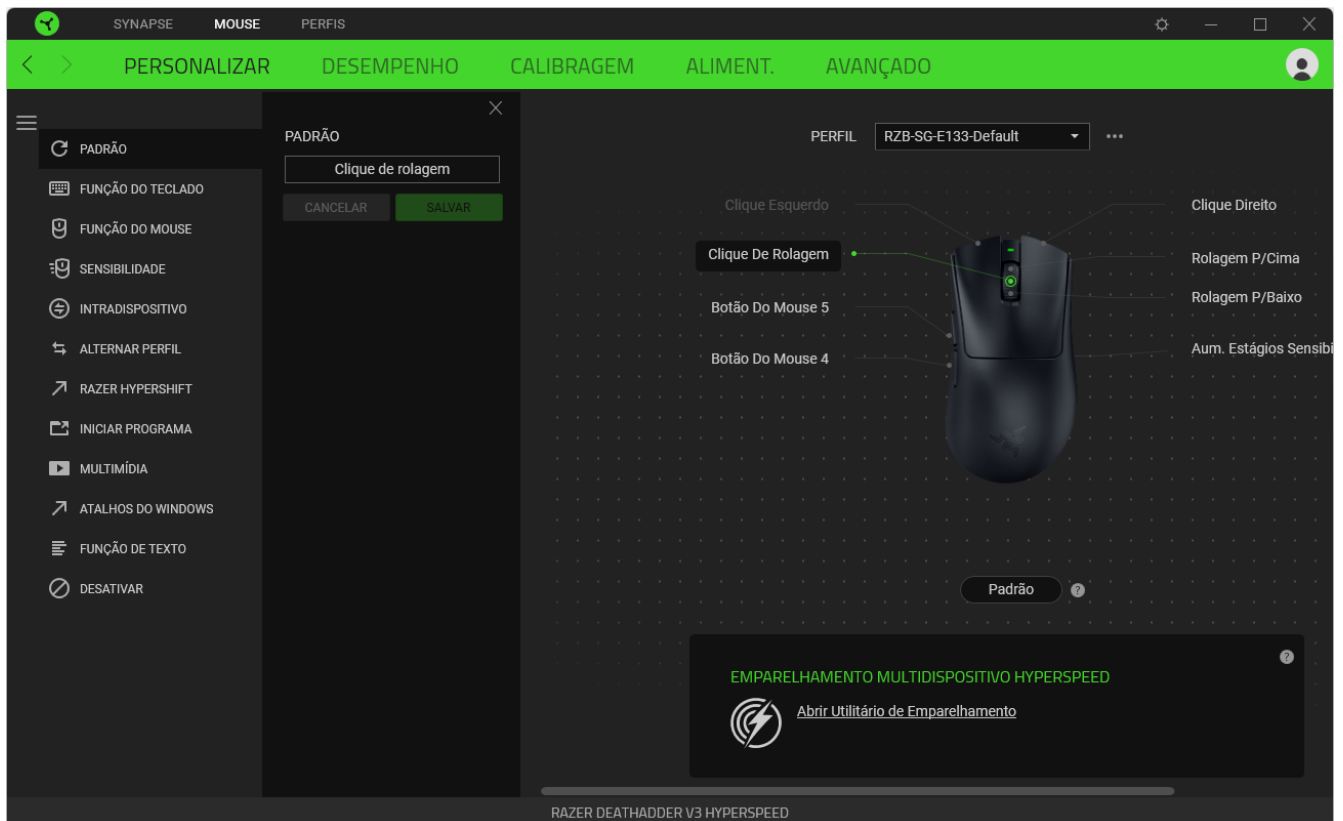 SYNAPSE MOUSE PERFIS
PERSONALIZAR DESEMPENHO CALIBRAGEM ALIMENT. AVANÇADO
PADRÃO
FUNÇÃO DO TECLADO
FUNÇÃO DO MOUSE
SENSIBILIDADE
INTRADISPOSITIVO
ALTERNAR PERFIL
RAZER HYPERSHIFT
INICIAR PROGRAMA
MULTIMÍDIA
ATALHOS DO WINDOWS
FUNÇÃO DE TEXTO
DESATIVAR
PADRÃO
Clique de rolagem
CANCELAR SALVAR
PERFIL RZB-SG-E133-Default
Clique Esquerdo
Clique De Rolagem
Botão Do Mouse 5
Botão Do Mouse 4
Clique Direito
Rolagem P/Cima
Rolagem P/Baixo
Aum. Estágios Sensibi
Padrão ?
?
EMPARELHAMENTO MULTIDISPOSITIVO HYPERSPEED
Abrir Utilitário de Emparelhamento
RAZER DEATHADDER V3 HYPERSPEED